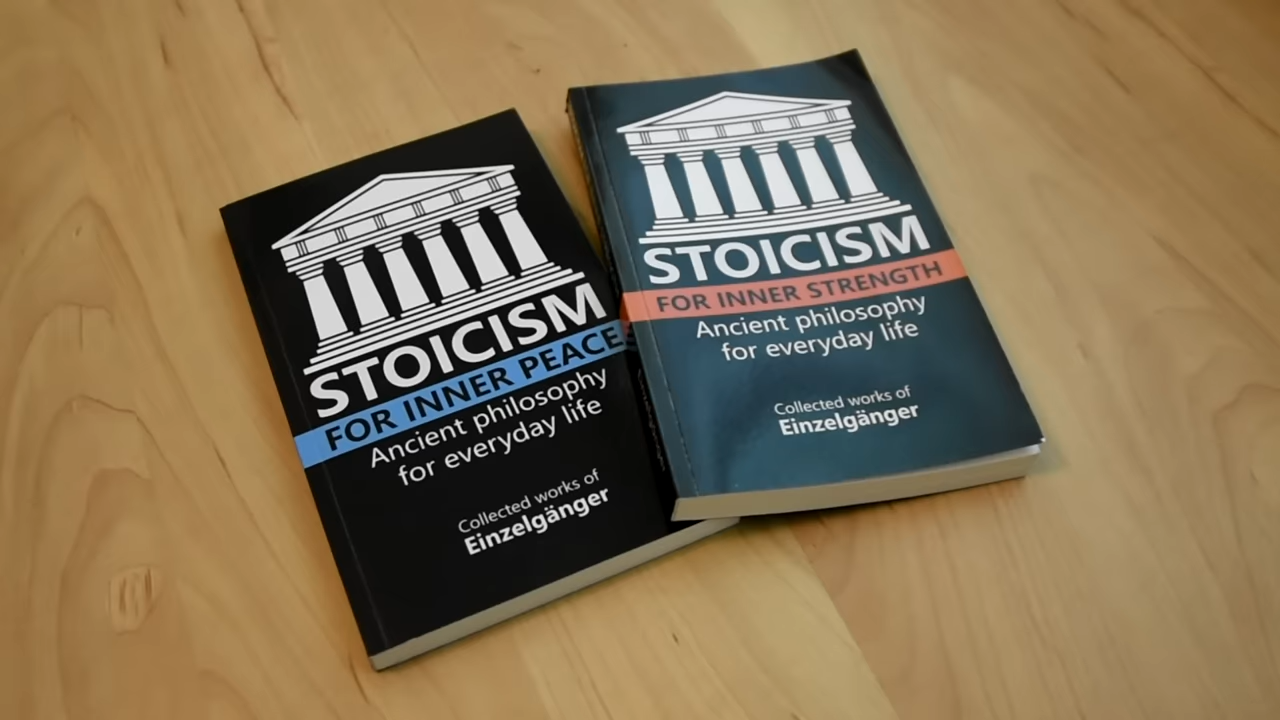 STOICISM
FOR INNER PEACE
Ancient philosophy
for everyday life
Collected works of
Einzelgänger
STOICISM
FOR INNER STRENGTH
Ancient philosophy
for everyday life
Collected works of
Einzelgänger